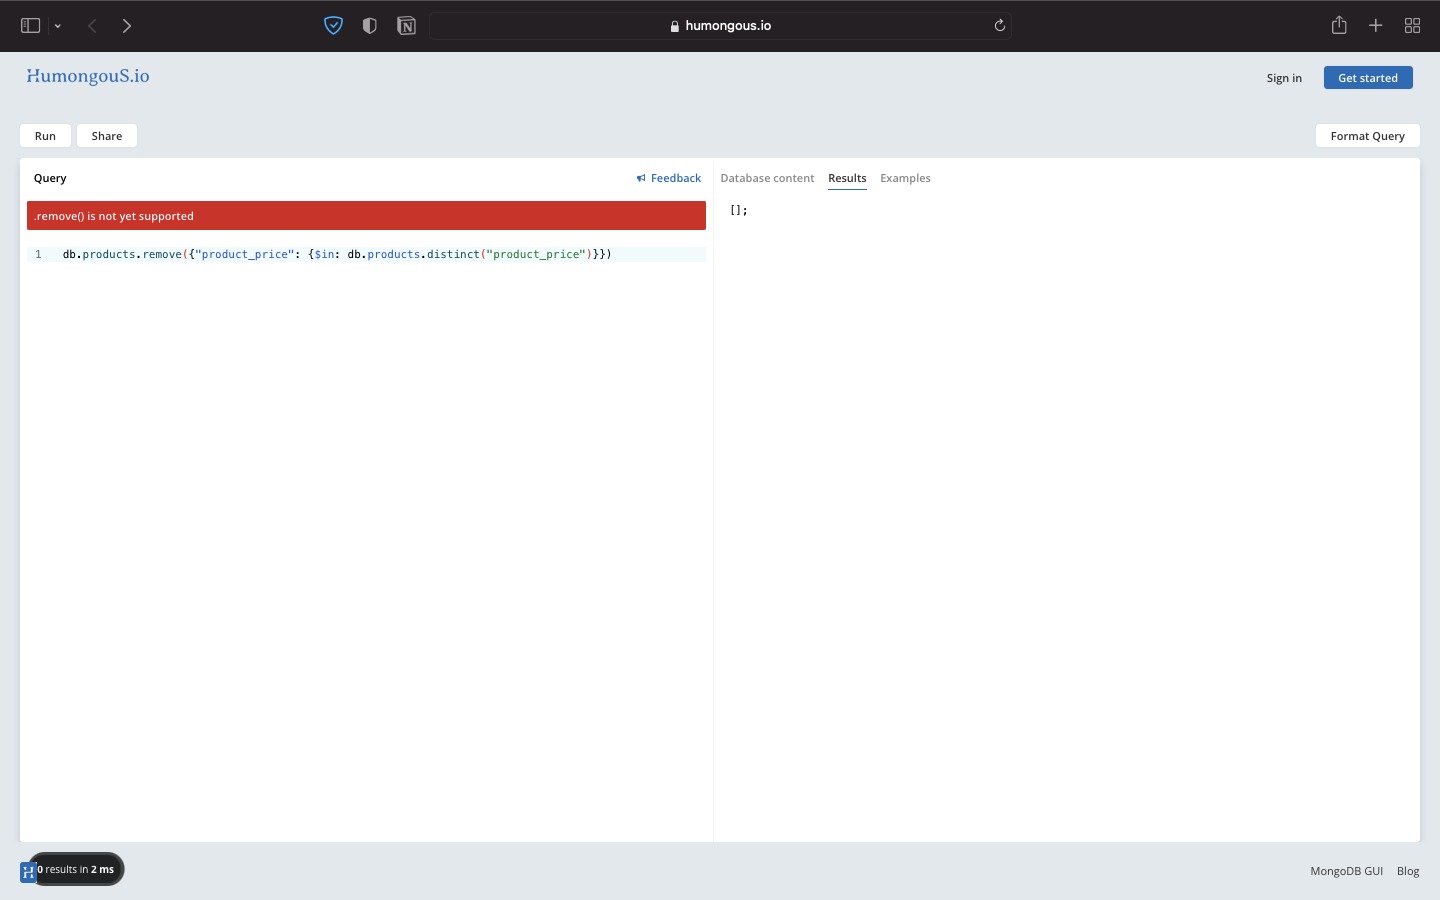 humongous.io
HumongouS.io
Sign in
Get started
Run
Share
Format Query
Query
Feedback
Database content
Results
Examples
.remove() is not yet supported
[];
1 db.products.remove({"product_price": {$in: db.products.distinct("product_price")}})
H
0 results in 2 ms
MongoDB GUI
Blog